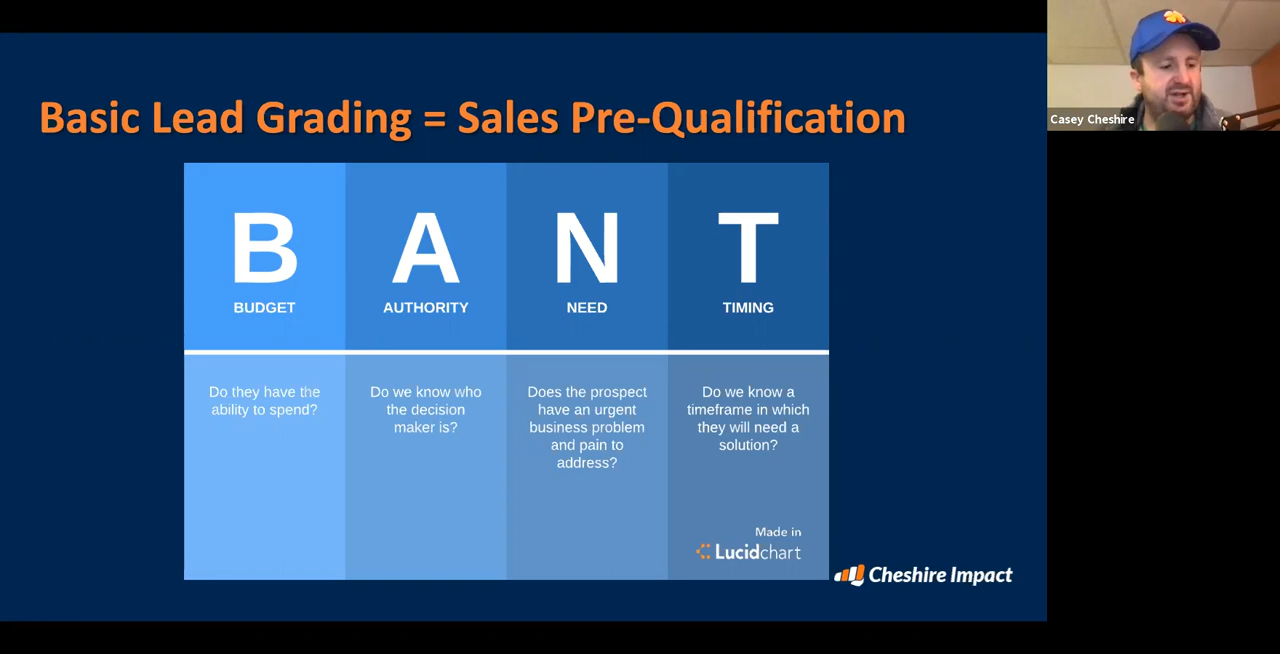 Basic Lead Grading = Sales Pre-Qualification
Casey Cheshire
B
BUDGET
Do they have the
ability to spend?
A
AUTHORITY
Do we know who
the decision
maker is?
N
NEED
Does the prospect
have an urgent
business problem
and pain to
address?
T
TIMING
Do we know a
timeframe in which
they will need a
solution?
Made in
Lucidchart
Cheshire Impact